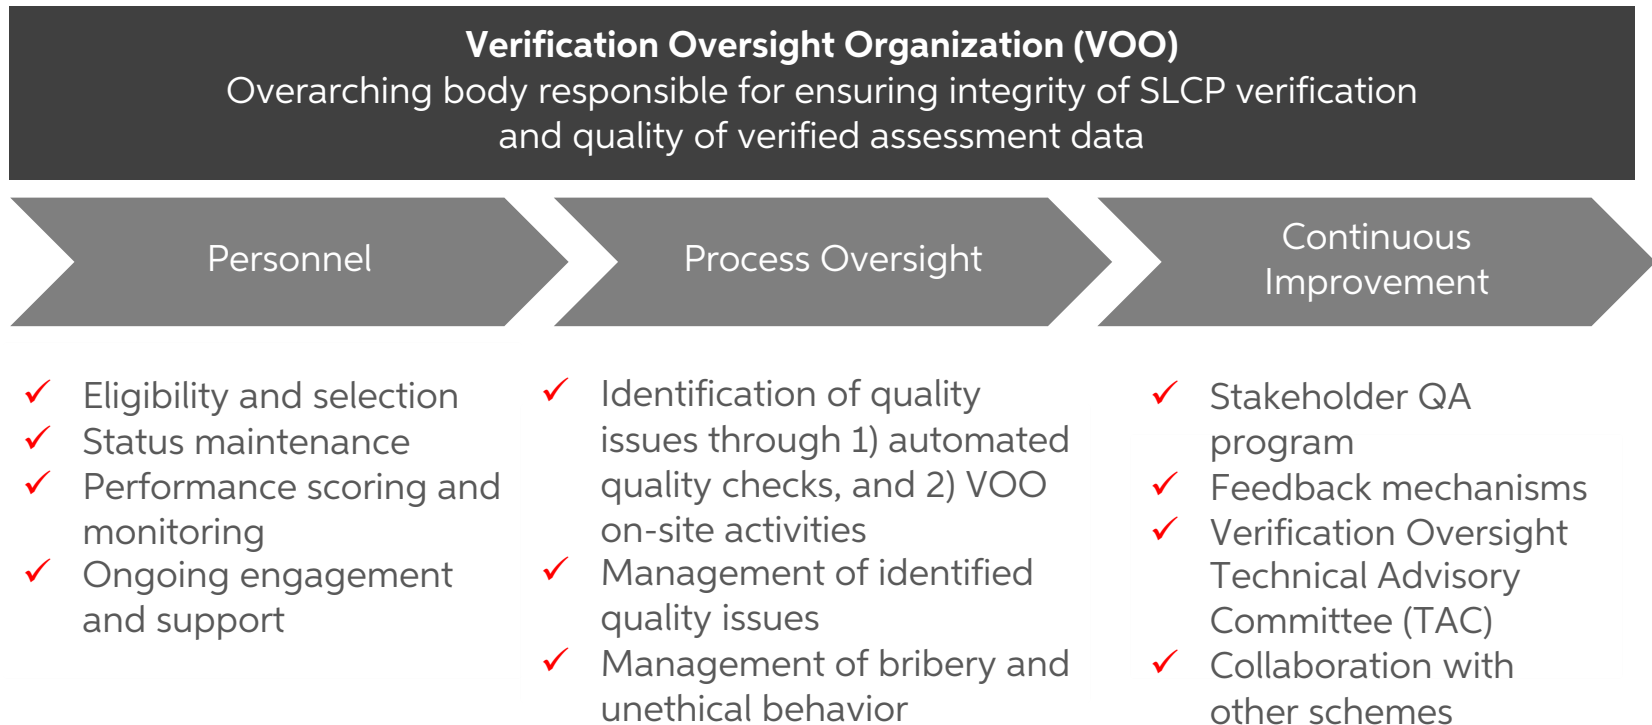 Verification Oversight Organization (VOO)
Overarching body responsible for ensuring integrity of SLCP verification
and quality of verified assessment data
Personnel
Process Oversight
Continuous
Improvement
Eligibility and selection
Status maintenance
Performance scoring and
monitoring
Ongoing engagement
and support
Identification of quality
issues through 1) automated
quality checks, and 2) VOO
on-site activities
Management of identified
quality issues
Management of bribery and
unethical behavior
Stakeholder QA
program
Feedback mechanisms
Verification Oversight
Technical Advisory
Committee (TAC)
Collaboration with
other schemes